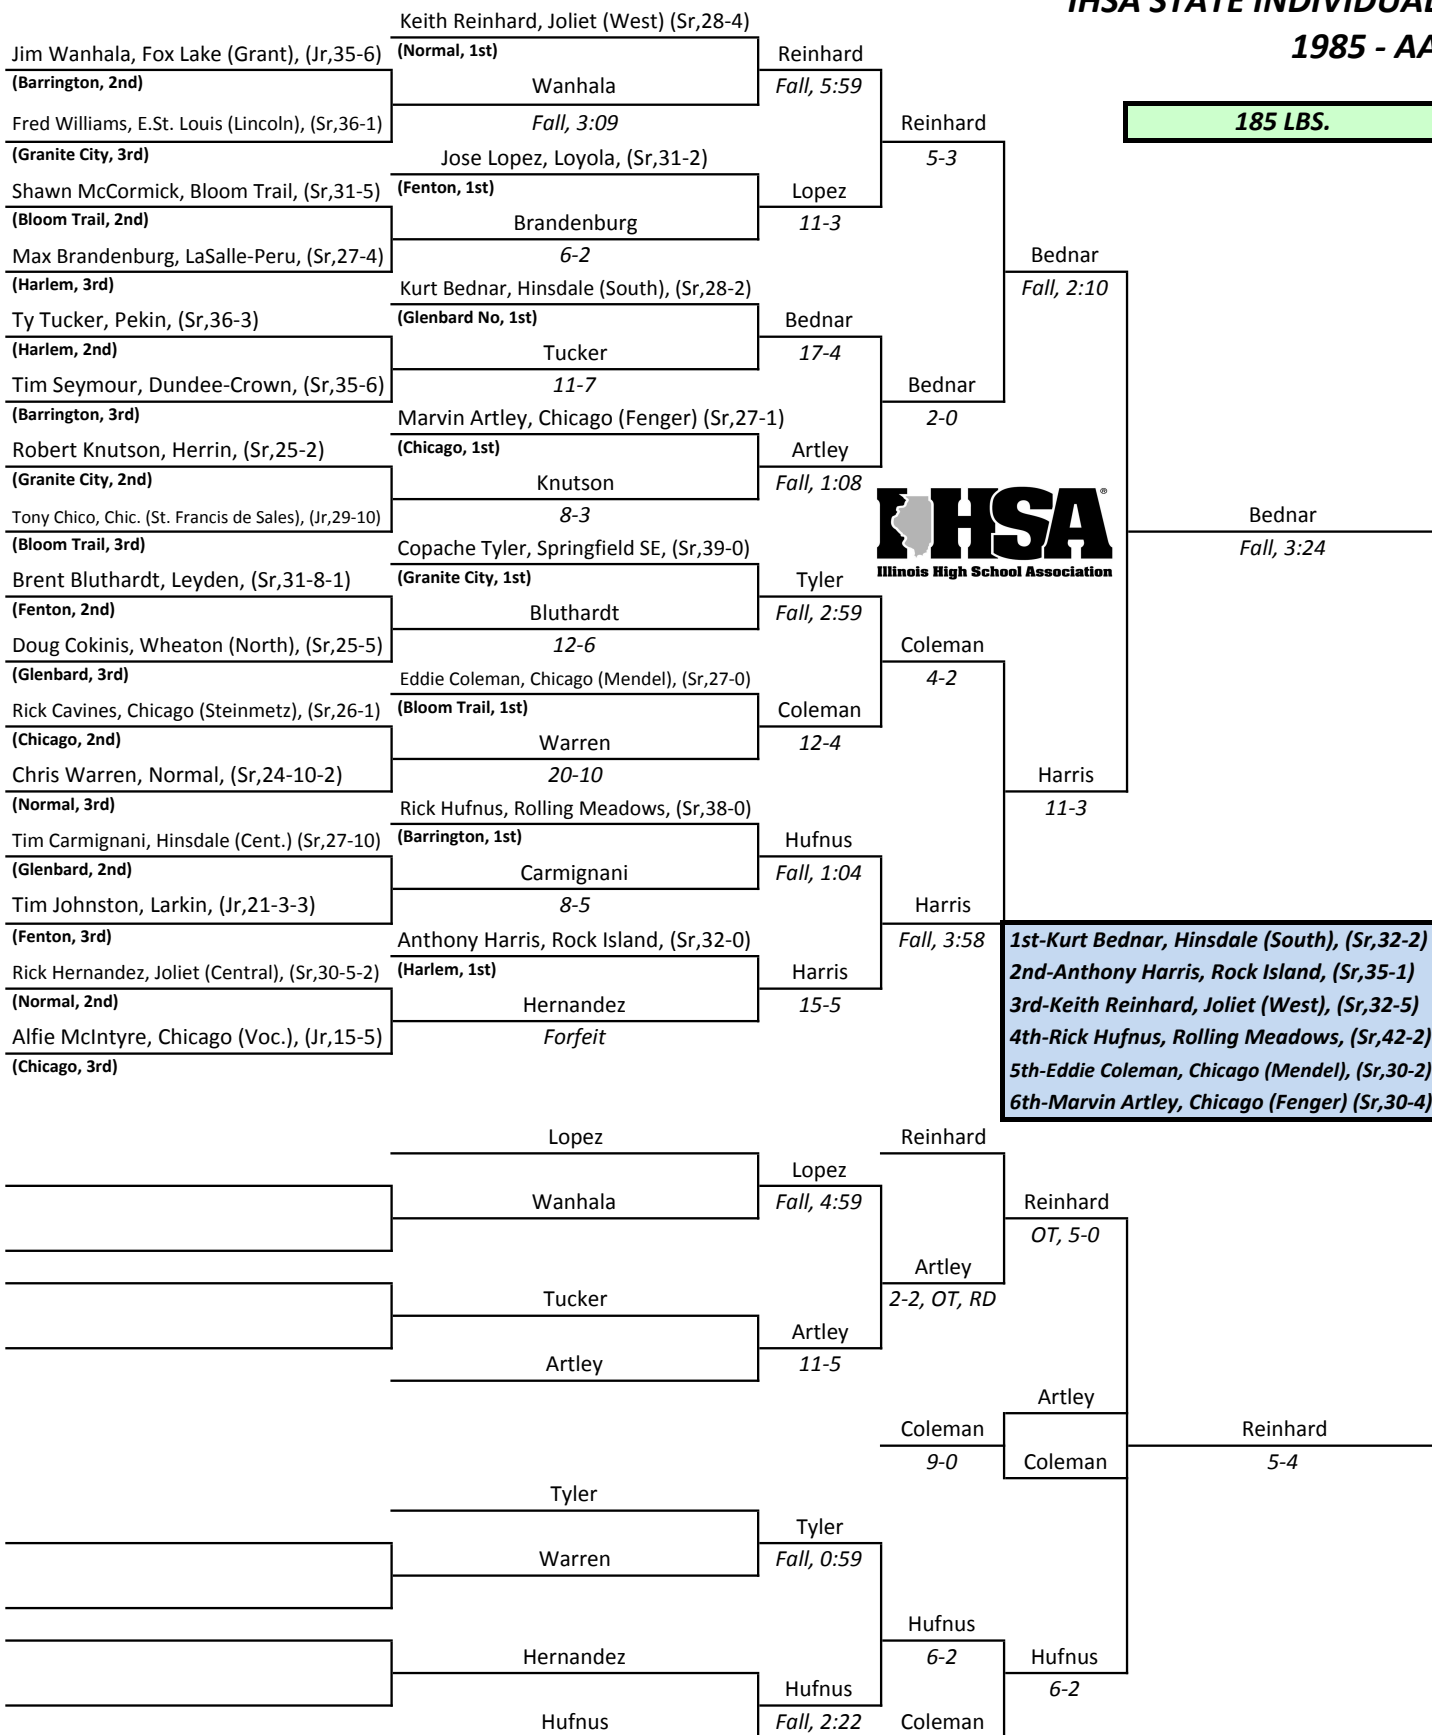 IHSA STATE INDIVIDUAL
1985 - AA
185 LBS.
Jim Wanhala, Fox Lake (Grant), (Jr,35-6)
(Barrington, 2nd)
Fred Williams, E.St. Louis (Lincoln), (Sr,36-1)
(Granite City, 3rd)
Shawn McCormick, Bloom Trail, (Sr,31-5)
(Bloom Trail, 2nd)
Max Brandenburg, LaSalle-Peru, (Sr,27-4)
(Harlem, 3rd)
Ty Tucker, Pekin, (Sr,36-3)
(Harlem, 2nd)
Tim Seymour, Dundee-Crown, (Sr,35-6)
(Barrington, 3rd)
Robert Knutson, Herrin, (Sr,25-2)
(Granite City, 2nd)
Tony Chico, Chic. (St. Francis de Sales), (Jr,29-10)
(Bloom Trail, 3rd)
Brent Bluthardt, Leyden, (Sr,31-8-1)
(Fenton, 2nd)
Doug Cokinis, Wheaton (North), (Sr,25-5)
(Glenbard, 3rd)
Rick Cavines, Chicago (Steinmetz), (Sr,26-1)
(Chicago, 2nd)
Chris Warren, Normal, (Sr,24-10-2)
(Normal, 3rd)
Tim Carmignani, Hinsdale (Cent.) (Sr,27-10)
(Glenbard, 2nd)
Tim Johnston, Larkin, (Jr,21-3-3)
(Fenton, 3rd)
Rick Hernandez, Joliet (Central), (Sr,30-5-2)
(Normal, 2nd)
Alfie McIntyre, Chicago (Voc.), (Jr,15-5)
(Chicago, 3rd)
Keith Reinhard, Joliet (West) (Sr,28-4)
(Normal, 1st)
Wanhala
Fall, 3:09
Jose Lopez, Loyola, (Sr,31-2)
(Fenton, 1st)
Brandenburg
6-2
Kurt Bednar, Hinsdale (South), (Sr,28-2)
(Glenbard No, 1st)
Tucker
11-7
Marvin Artley, Chicago (Fenger) (Sr,27-1)
(Chicago, 1st)
Knutson
8-3
Copache Tyler, Springfield SE, (Sr,39-0)
(Granite City, 1st)
Bluthardt
12-6
Eddie Coleman, Chicago (Mendel), (Sr,27-0)
(Bloom Trail, 1st)
Warren
20-10
Rick Hufnus, Rolling Meadows, (Sr,38-0)
(Barrington, 1st)
Carmignani
8-5
Anthony Harris, Rock Island, (Sr,32-0)
(Harlem, 1st)
Hernandez
Forfeit
Reinhard
Fall, 5:59
Lopez
11-3
Bednar
17-4
Artley
Fall, 1:08
Tyler
Fall, 2:59
Coleman
12-4
Hufnus
Fall, 1:04
Harris
15-5
Reinhard
5-3
Bednar
2-0
Coleman
4-2
Harris
Fall, 3:58
Bednar
Fall, 2:10
Harris
11-3
Bednar
Fall, 3:24
IHSA®
Illinois High School Association
1st-Kurt Bednar, Hinsdale (South), (Sr,32-2)
2nd-Anthony Harris, Rock Island, (Sr,35-1)
3rd-Keith Reinhard, Joliet (West), (Sr,32-5)
4th-Rick Hufnus, Rolling Meadows, (Sr,42-2)
5th-Eddie Coleman, Chicago (Mendel), (Sr,30-2)
6th-Marvin Artley, Chicago (Fenger) (Sr,30-4)
Lopez
Wanhala
Tucker
Artley
Tyler
Warren
Hernandez
Hufnus
Lopez
Fall, 4:59
Artley
11-5
Tyler
Fall, 0:59
Hufnus
Fall, 2:22
Reinhard
Artley
2-2, OT, RD
Coleman
9-0
Hufnus
6-2
Coleman
Reinhard
OT, 5-0
Artley
Coleman
Hufnus
6-2
Reinhard
5-4